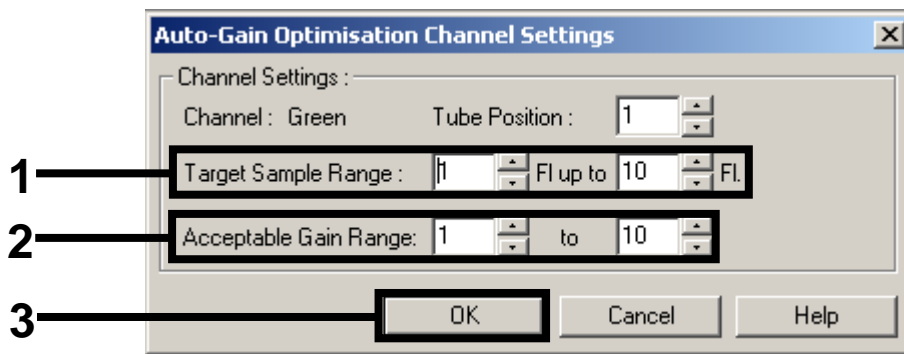 Auto-Gain Optimisation Channel Settings
Channel Settings :
Channel : Green Tube Position : 1
1 Target Sample Range : 1 Fl up to 10 Fl.
2 Acceptable Gain Range: 1 to 10
3 OK Cancel Help